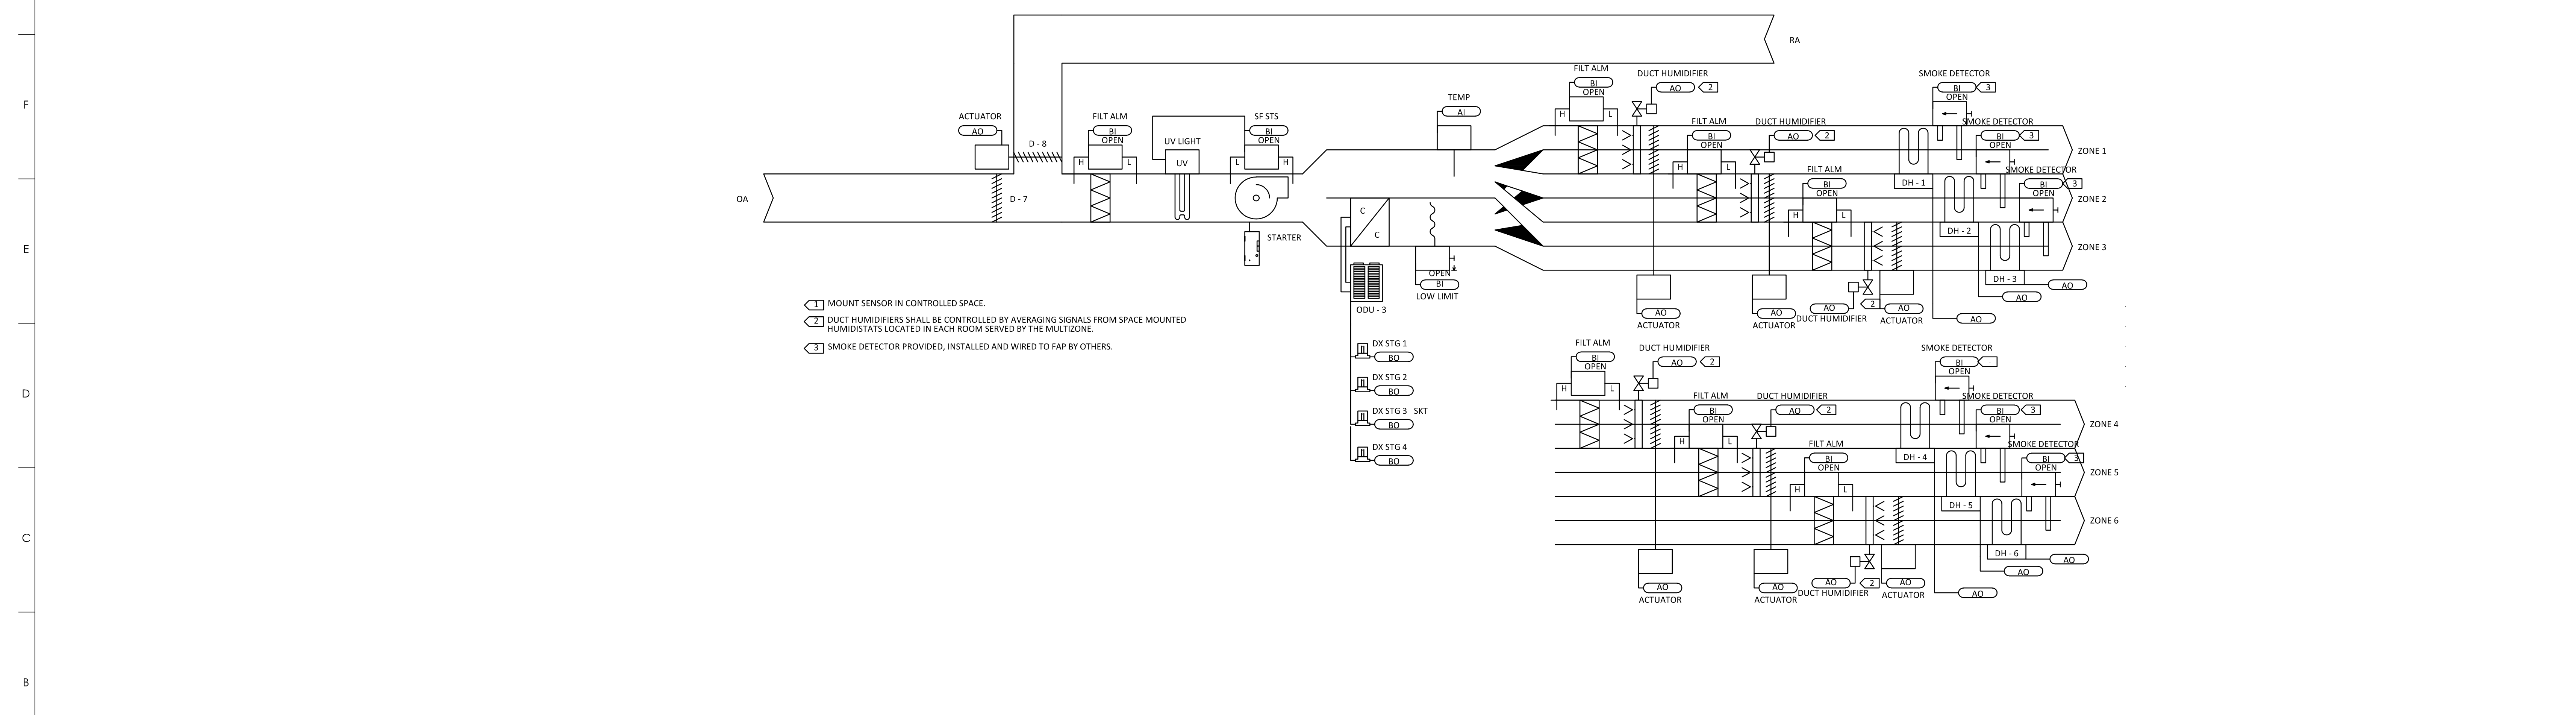 F
E
D
C
B
RA
OA
ACTUATOR
AO
D - 8
D - 7
FILT ALM
BI
OPEN
H
L
UV LIGHT
UV
SF STS
BI
OPEN
L
H
STARTER
TEMP
AI
C
C
OPEN
BI
LOW LIMIT
ODU - 3
DX STG 1
BO
DX STG 2
BO
DX STG 3 SKT
BO
DX STG 4
BO
1 MOUNT SENSOR IN CONTROLLED SPACE.
2 DUCT HUMIDIFIERS SHALL BE CONTROLLED BY AVERAGING SIGNALS FROM SPACE MOUNTED
HUMIDISTATS LOCATED IN EACH ROOM SERVED BY THE MULTIZONE.
3 SMOKE DETECTOR PROVIDED, INSTALLED AND WIRED TO FAP BY OTHERS.
FILT ALM
BI
OPEN
H
L
DUCT HUMIDIFIER
AO 2
SMOKE DETECTOR
BI 3
OPEN
ZONE 1
FILT ALM
BI
OPEN
H
L
DUCT HUMIDIFIER
AO 2
SMOKE DETECTOR
BI 3
OPEN
DH - 1
ZONE 2
FILT ALM
BI
OPEN
H
L
SMOKE DETECTOR
BI 3
OPEN
DH - 2
ZONE 3
DH - 3
AO
AO
AO
AO
ACTUATOR
AO
ACTUATOR
AO 2
DUCT HUMIDIFIER
AO
ACTUATOR
FILT ALM
BI
OPEN
H
L
DUCT HUMIDIFIER
AO 2
SMOKE DETECTOR
BI
OPEN
ZONE 4
FILT ALM
BI
OPEN
H
L
DUCT HUMIDIFIER
AO 2
SMOKE DETECTOR
BI 3
OPEN
DH - 4
ZONE 5
FILT ALM
BI
OPEN
H
L
SMOKE DETECTOR
BI 3
OPEN
DH - 5
ZONE 6
DH - 6
AO
AO
AO
AO
ACTUATOR
AO
ACTUATOR
AO 2
DUCT HUMIDIFIER
AO
ACTUATOR